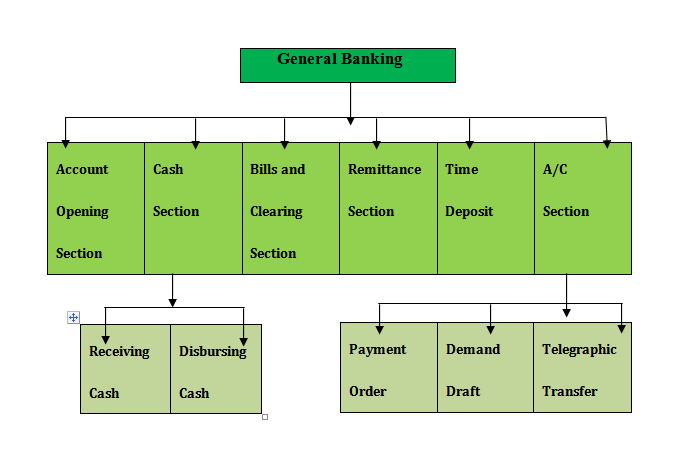 General Banking
Account
Opening
Section
Cash
Section
Bills and
Clearing
Section
Remittance
Section
Time
Deposit
A/C
Section
Receiving
Cash
Disbursing
Cash
Payment
Order
Demand
Draft
Telegraphic
Transfer